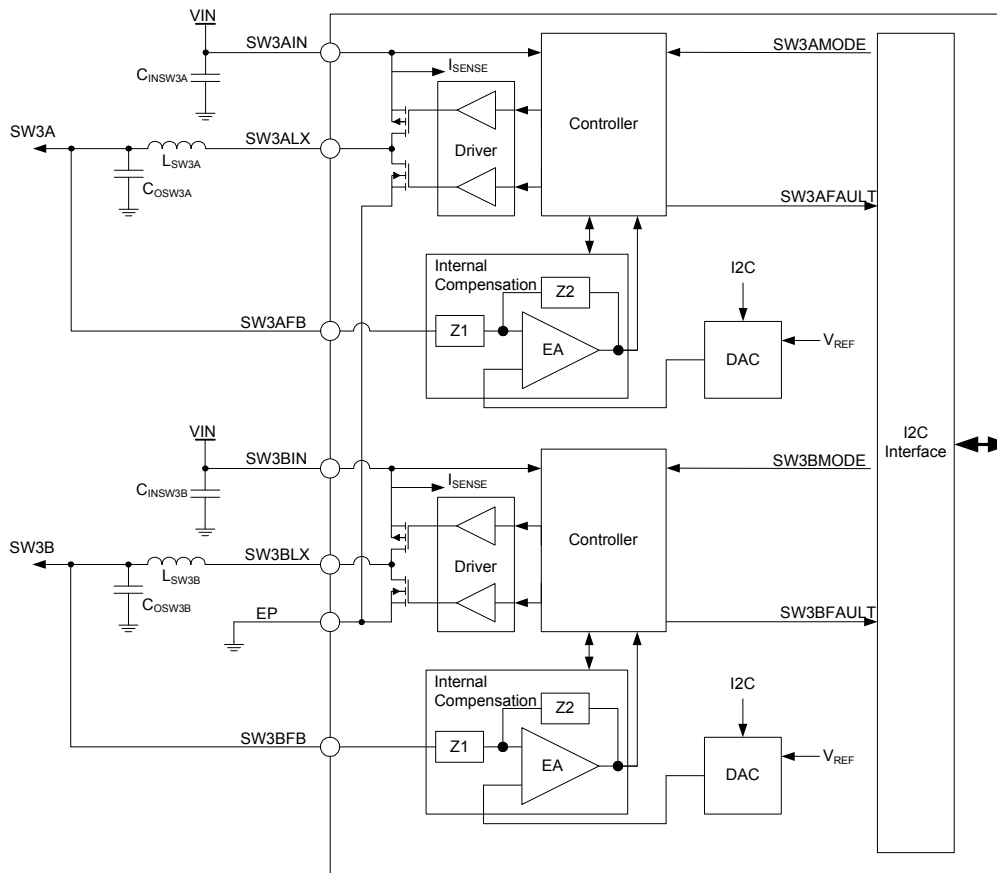 VIN
SW3AIN
SW3AMODE
CINSW3A
ISENSE
Controller
SW3A
SW3ALX
Driver
LSW3A
COSW3A
SW3AFAULT
Internal
Compensation
I2C
Z2
SW3AFB
Z1
EA
DAC
VREF
VIN
I2C
Interface
SW3BIN
SW3BMODE
CINSW3B
ISENSE
Controller
SW3B
SW3BLX
Driver
LSW3B
COSW3B
EP
SW3BFAULT
Internal
Compensation
I2C
Z2
SW3BFB
Z1
EA
DAC
VREF